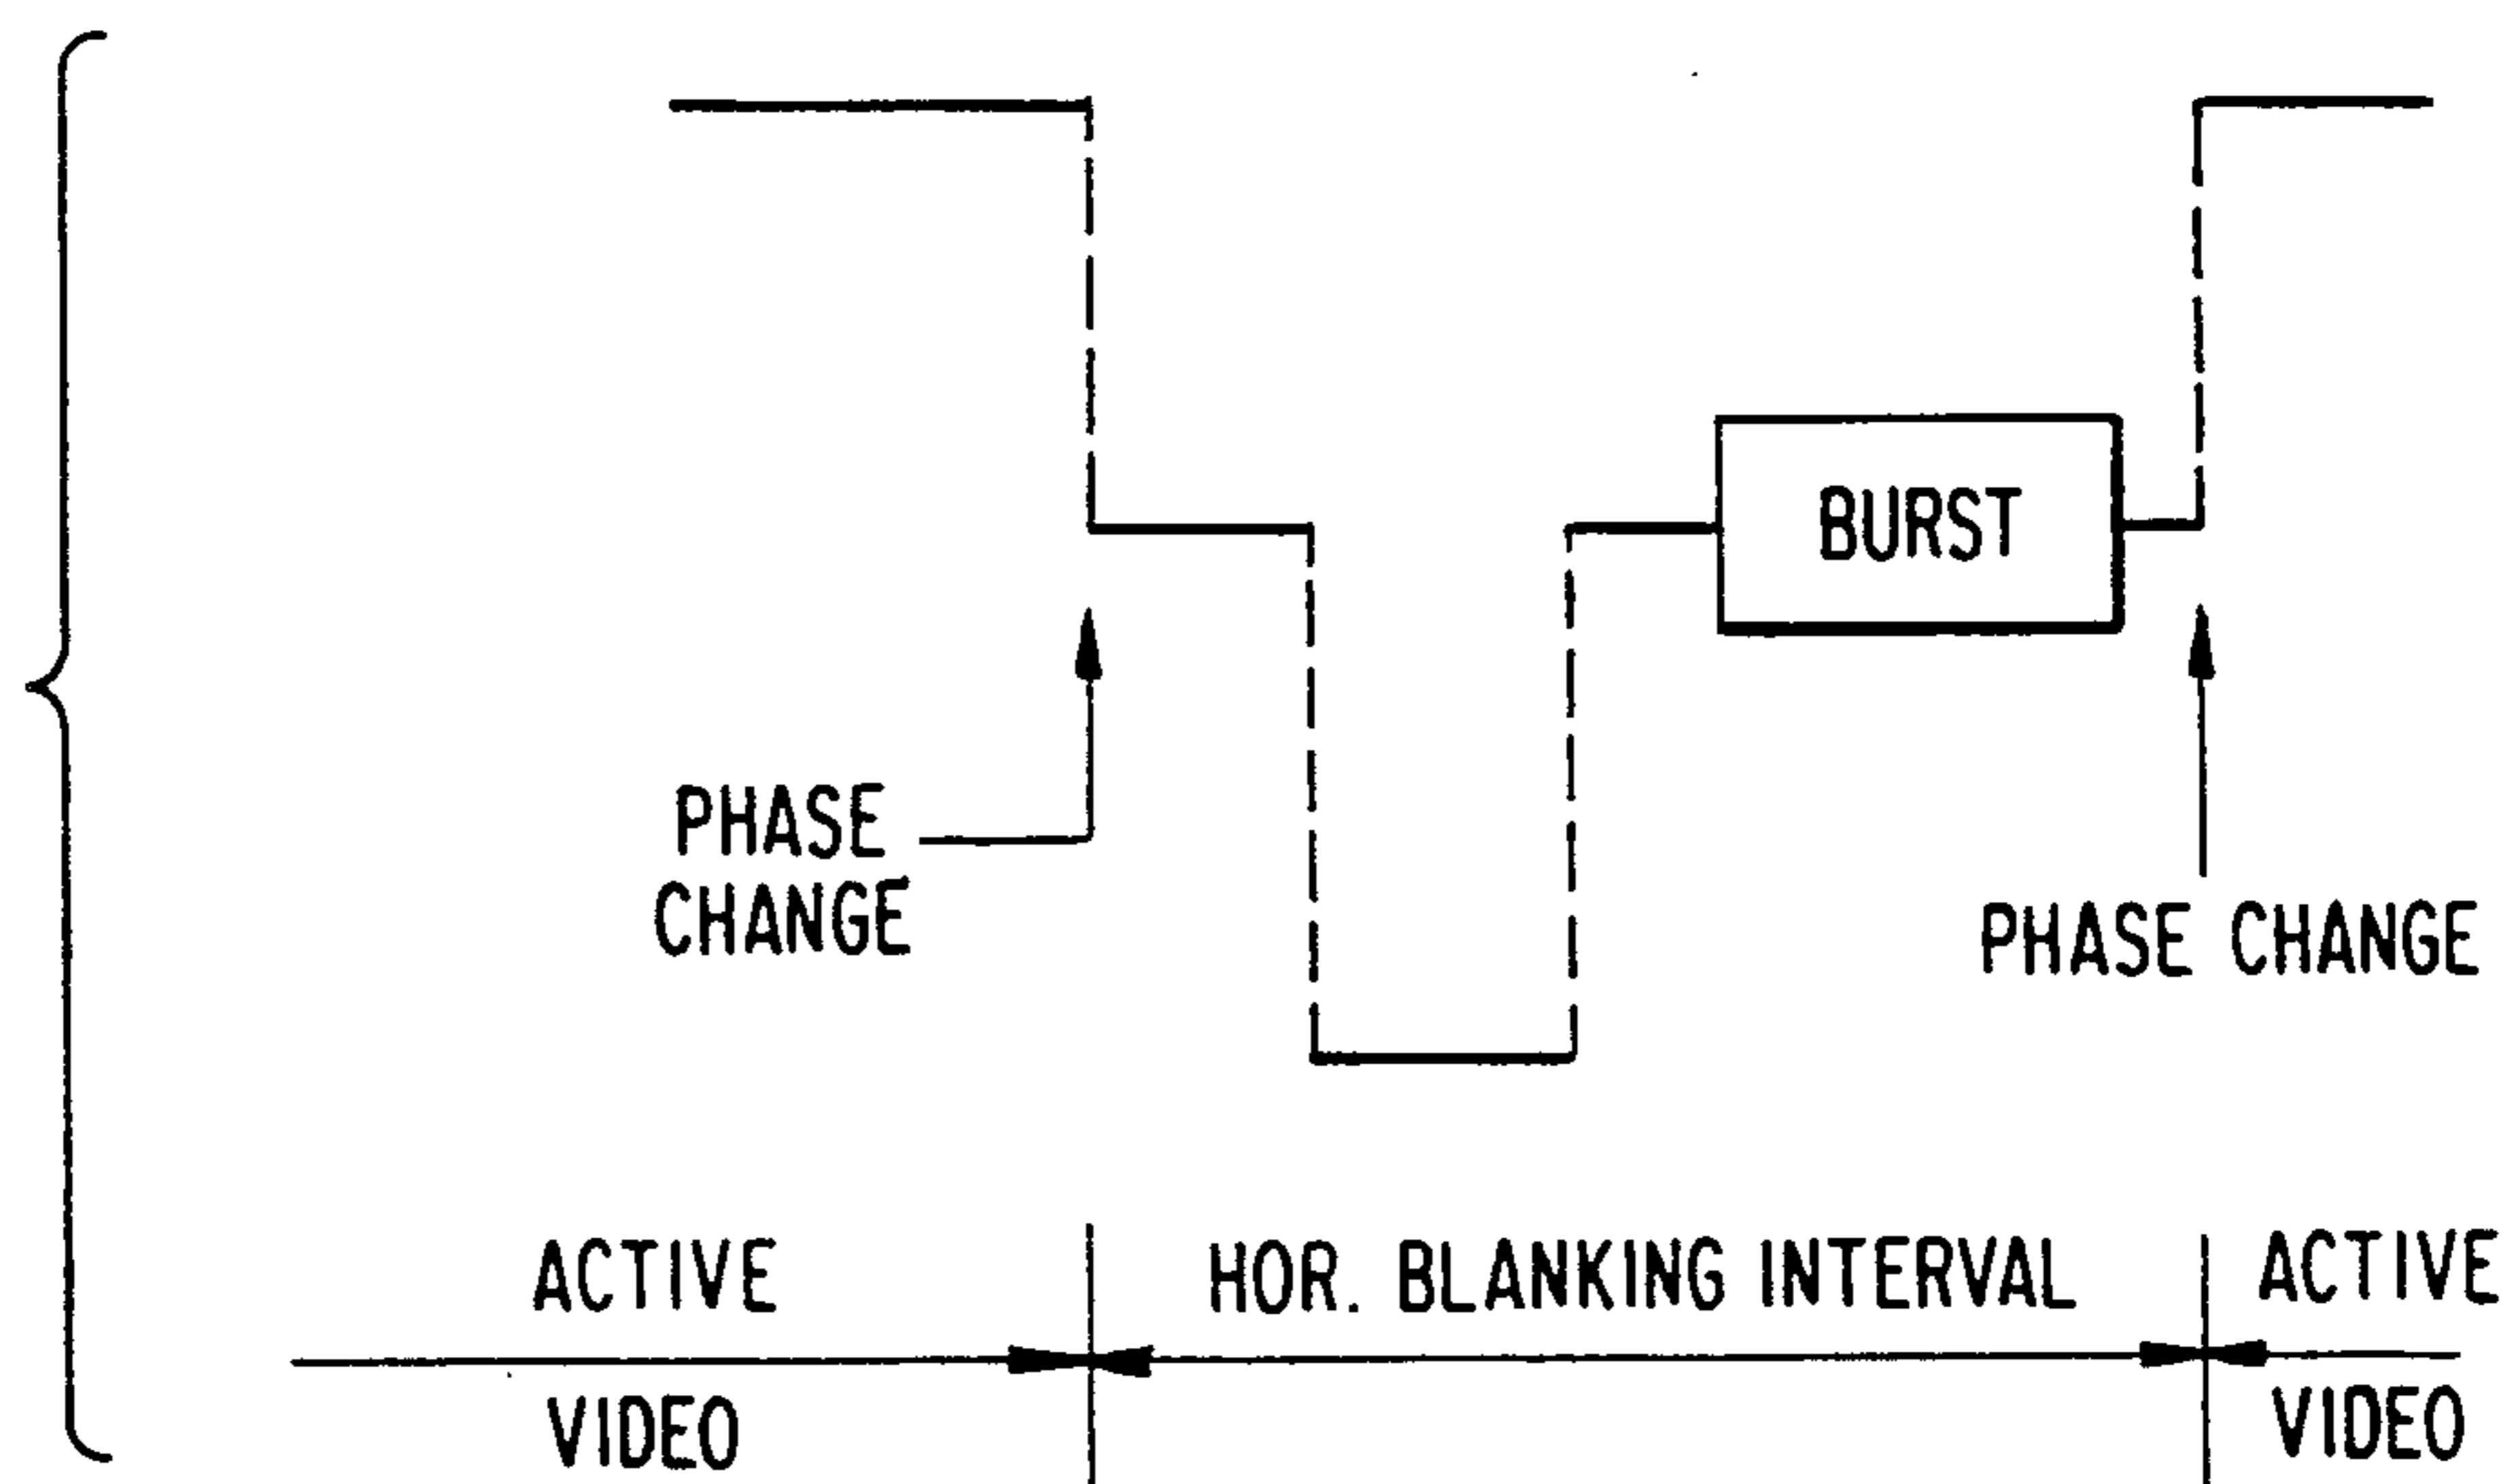 BURST
PHASE
CHANGE
PHASE CHANGE
ACTIVE
VIDEO
HOR. BLANKING INTERVAL
ACTIVE
VIDEO